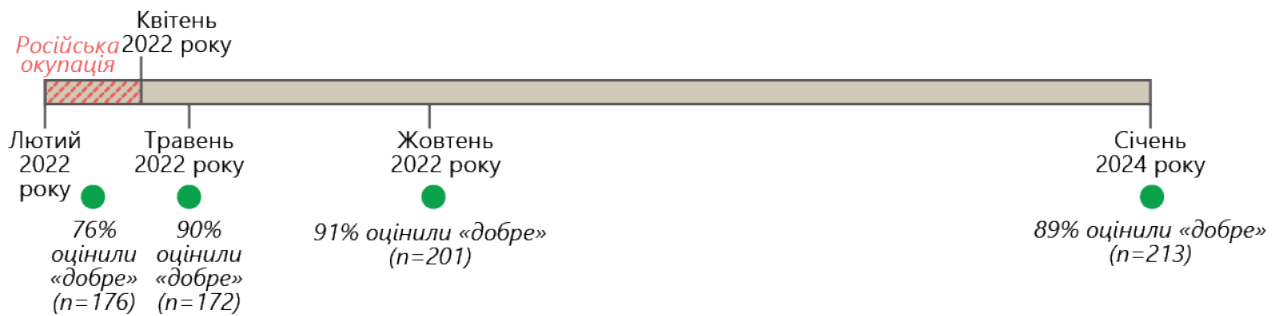 Російська
окупація
Квітень
2022 року
Лютий
2022
року
Травень
2022 року
Жовтень
2022 року
Січень
2024 року
76%
оцінили
«добре»
(n=176)
90%
оцінили
«добре»
(n=172)
91% оцінили «добре»
(n=201)
89% оцінили «добре»
(n=213)